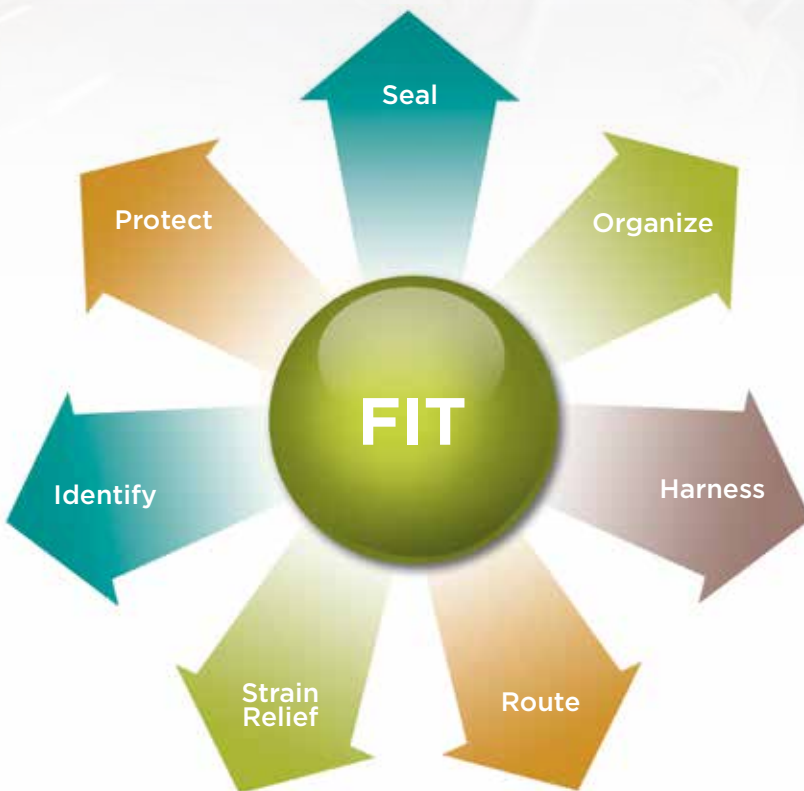 Seal
Organize
Protect
FIT
Harness
Identify
Strain
Relief
Route